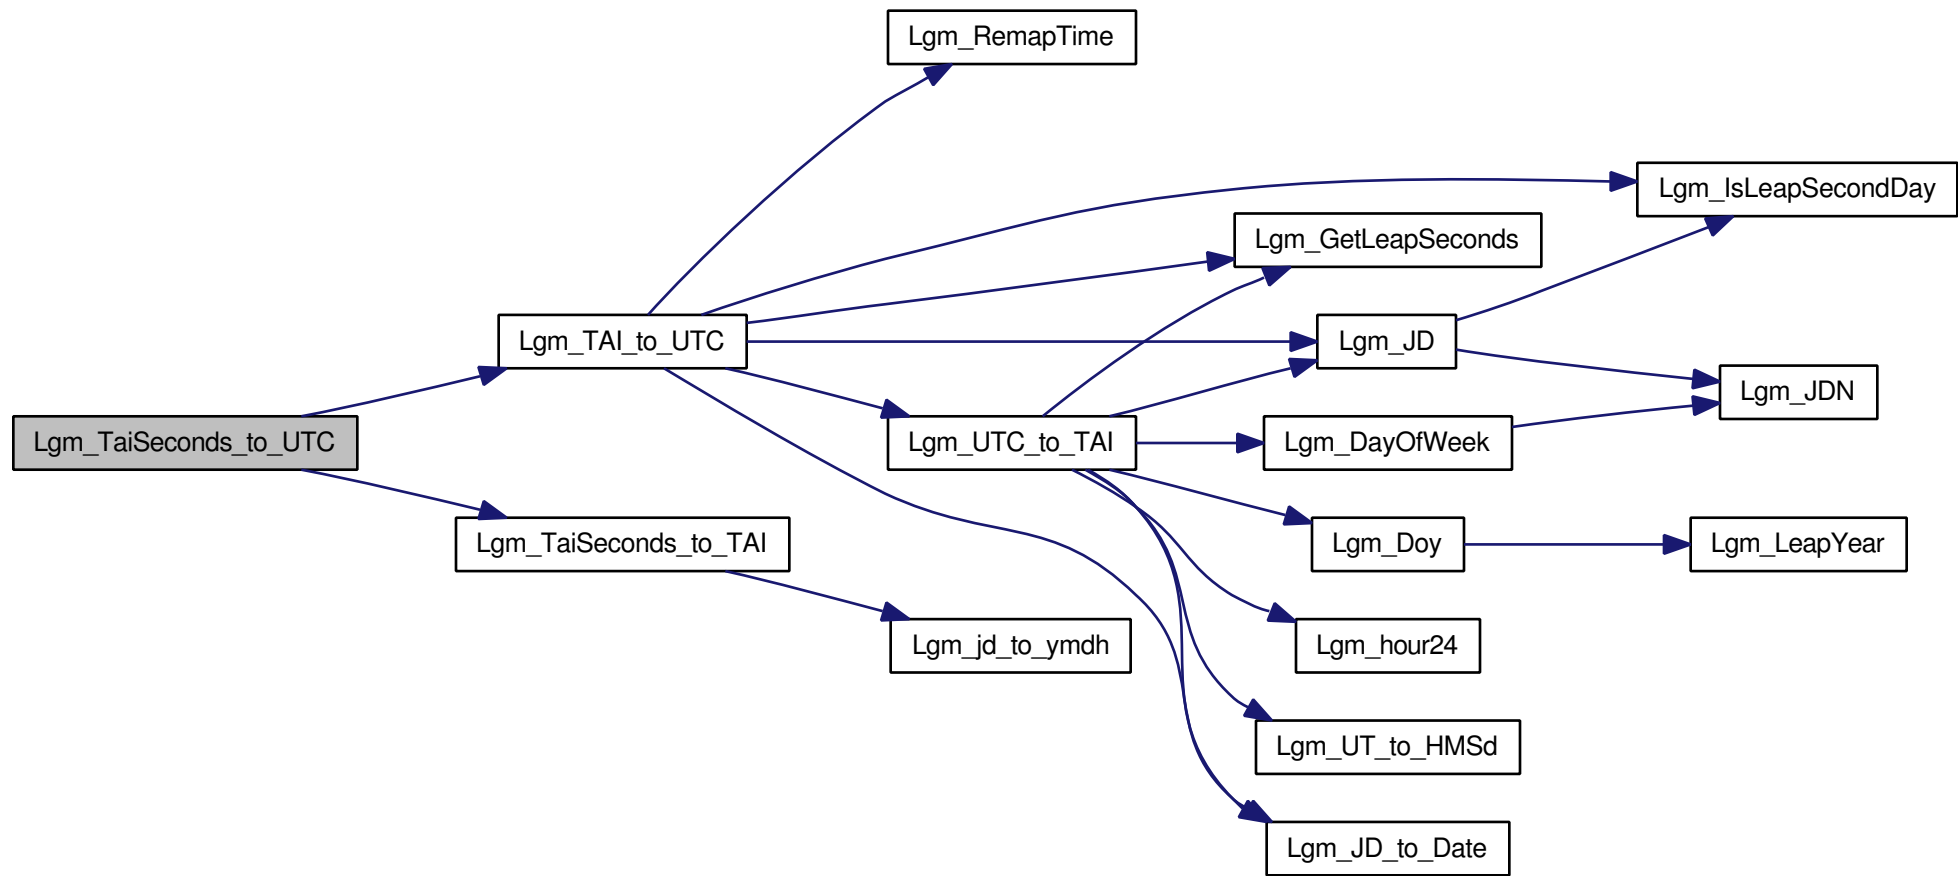 Lgm_RemapTime
Lgm_IsLeapSecondDay
Lgm_GetLeapSeconds
Lgm_TAI_to_UTC
Lgm_JD
Lgm_JDN
Lgm_TaiSeconds_to_UTC
Lgm_UTC_to_TAI
Lgm_DayOfWeek
Lgm_TaiSeconds_to_TAI
Lgm_Doy
Lgm_LeapYear
Lgm_jd_to_ymdh
Lgm_hour24
Lgm_UT_to_HMSd
Lgm_JD_to_Date